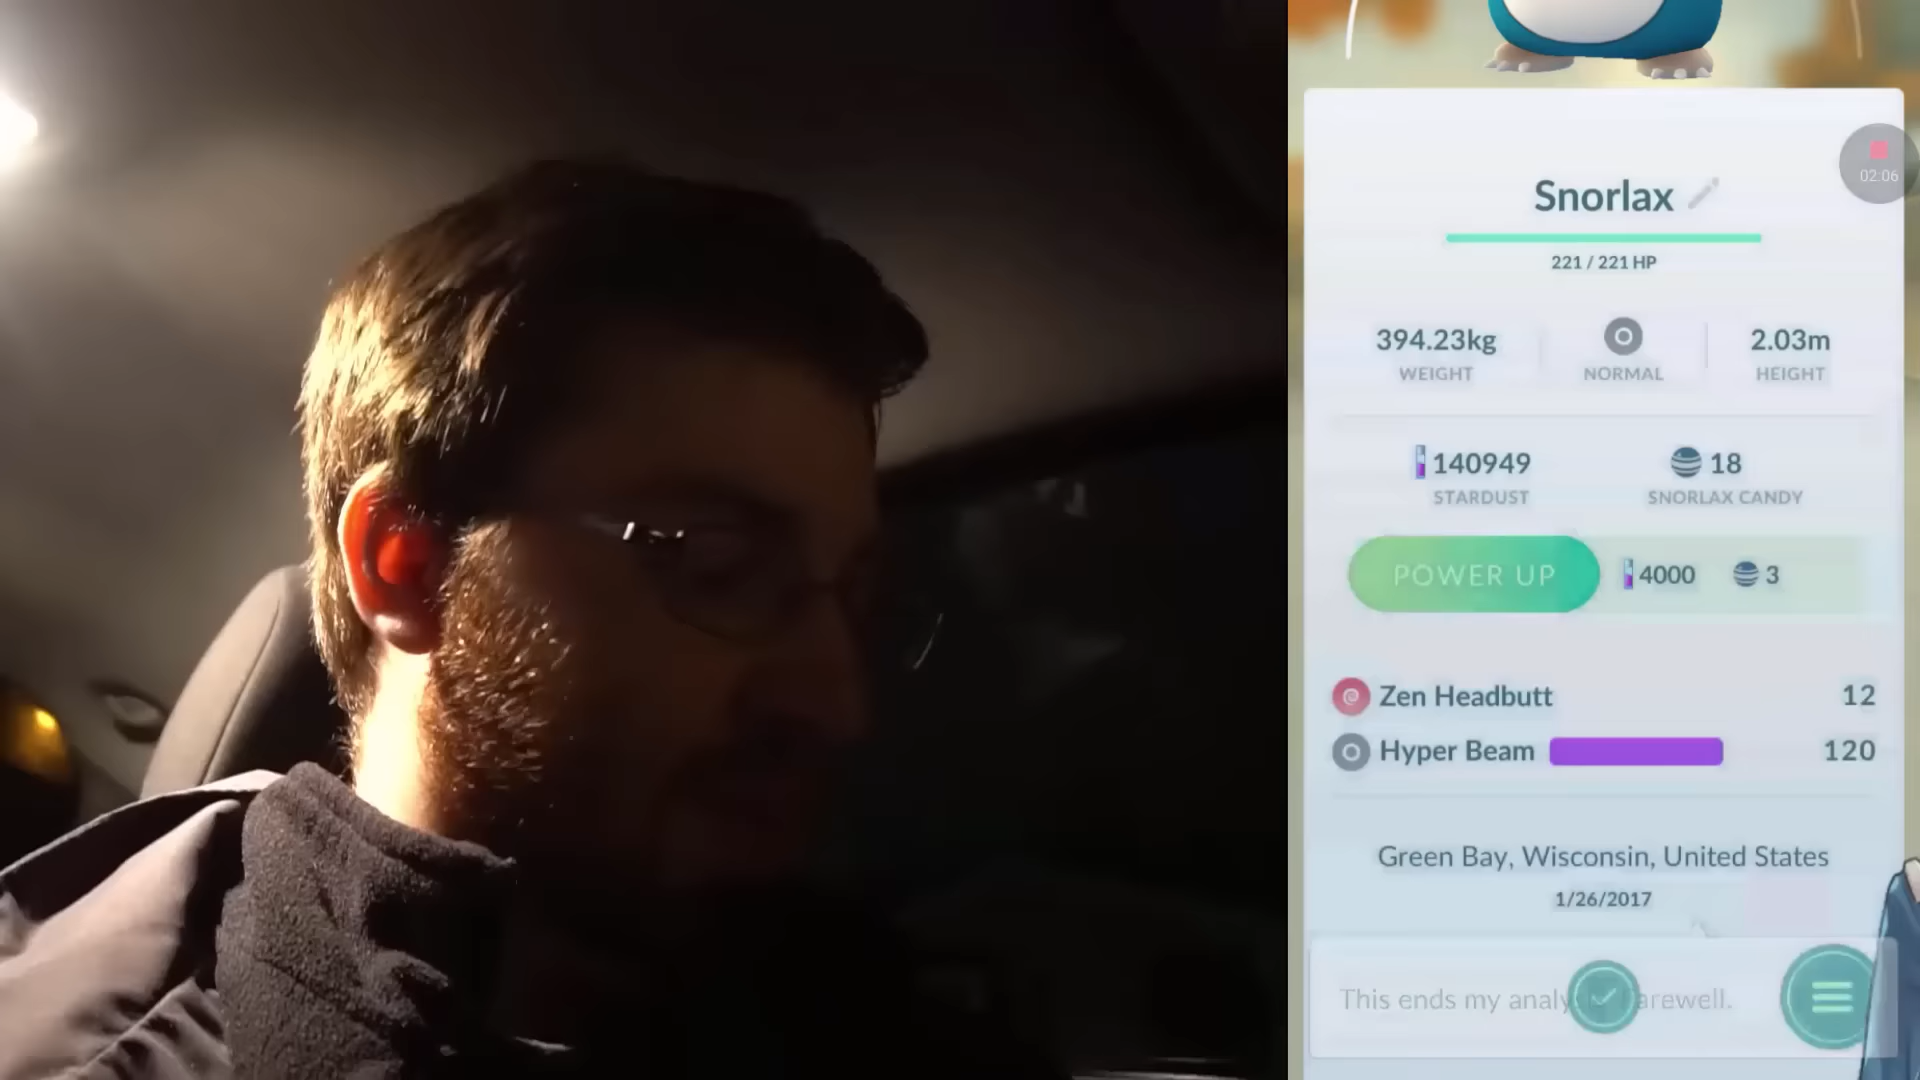 02:06
Snorlax
221 / 221 HP
394.23kg
WEIGHT
NORMAL
2.03m
HEIGHT
140949
STARDUST
18
SNORLAX CANDY
POWER UP
4000
3
Zen Headbutt
12
Hyper Beam
120
Green Bay, Wisconsin, United States
1/26/2017
This ends my